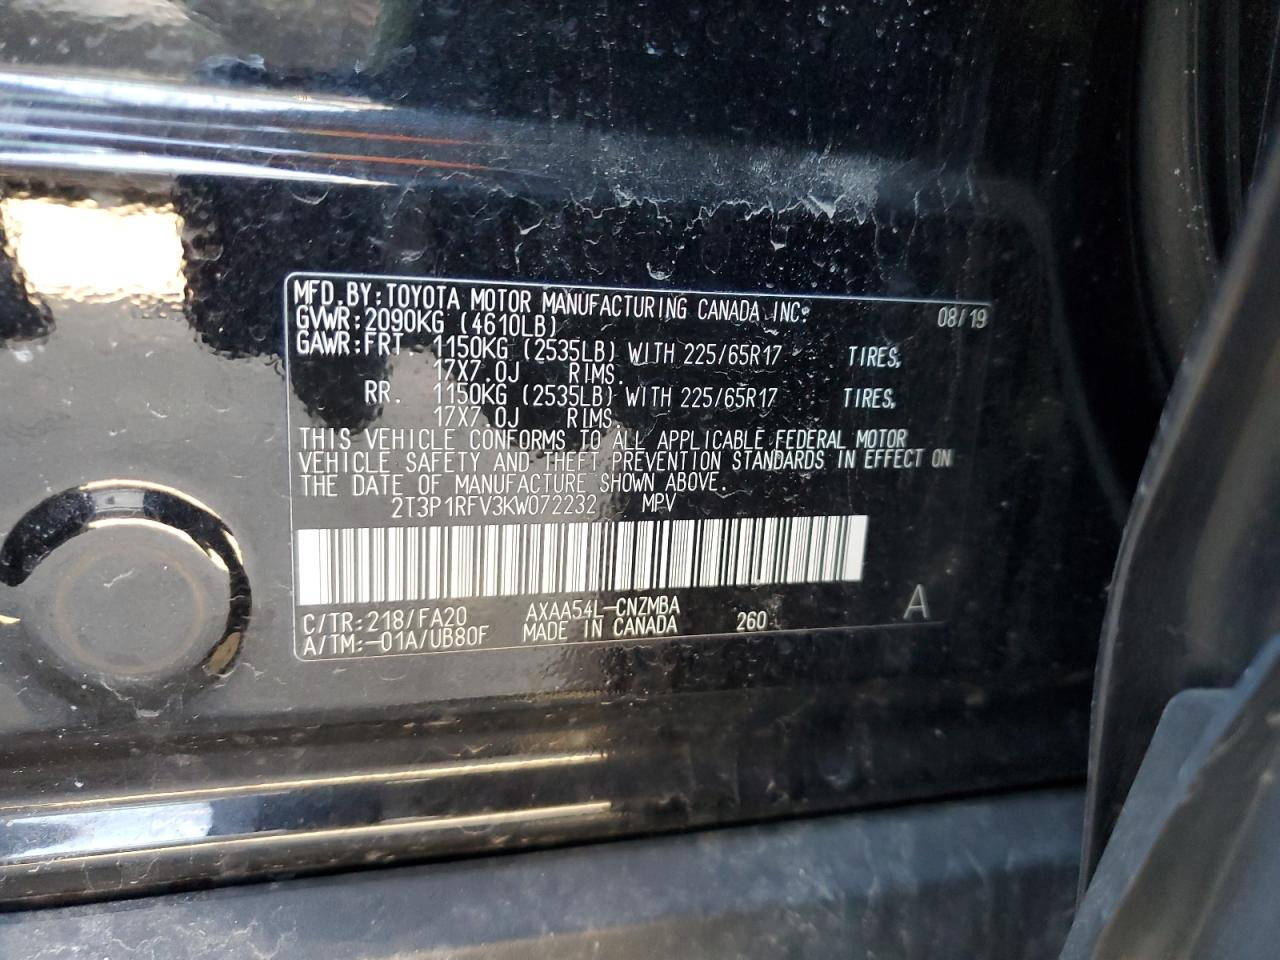 MFD.BY:TOYOTA MOTOR MANUFACTURING CANADA INC. 08/19
GVWR:2090KG (4610LB)
GAWR:FRT. 1150KG (2535LB) WITH 225/65R17 TIRES,
17X7.0J RIMS.
RR. 1150KG (2535LB) WITH 225/65R17 TIRES,
17X7.0J RIMS.
THIS VEHICLE CONFORMS TO ALL APPLICABLE FEDERAL MOTOR
VEHICLE SAFETY AND THEFT PREVENTION STANDARDS IN EFFECT ON
THE DATE OF MANUFACTURE SHOWN ABOVE.
2T3P1RFV3KW072232 MPV
C/TR:218/FA20 AXAA54L-CNZMBA 260 A
A/TM:-01A/UB80F MADE IN CANADA